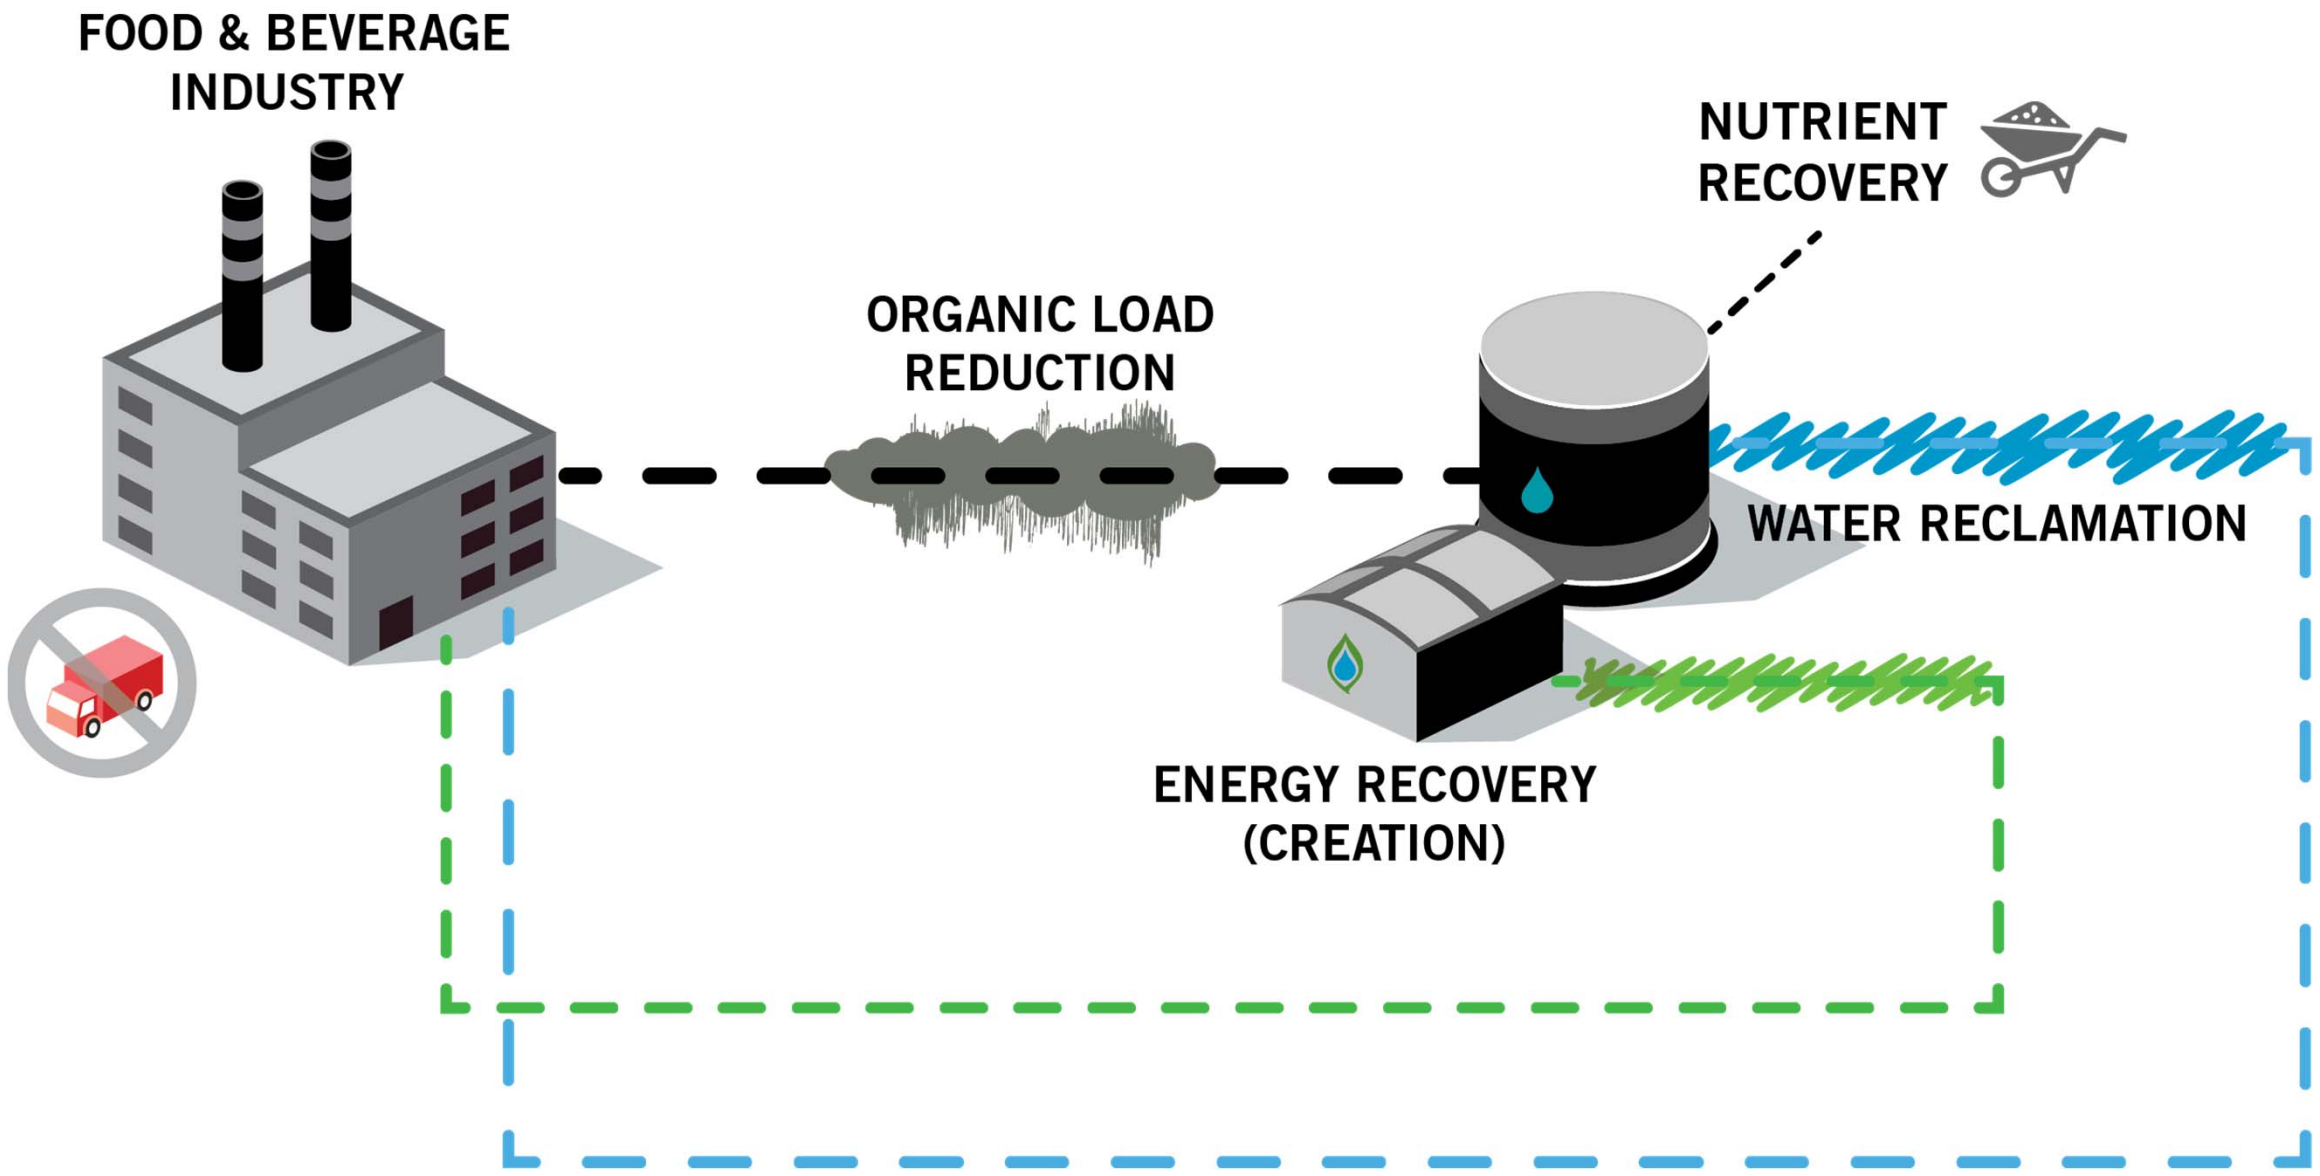 FOOD & BEVERAGE
INDUSTRY
NUTRIENT
RECOVERY
ORGANIC LOAD
REDUCTION
WATER RECLAMATION
ENERGY RECOVERY
(CREATION)